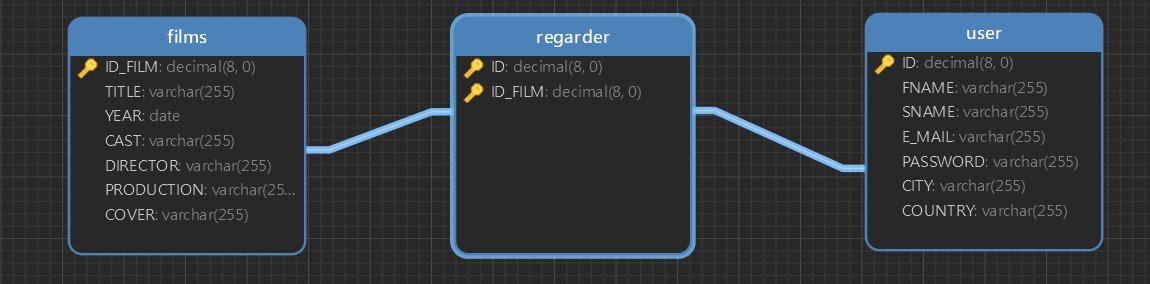 films
ID_FILM: decimal(8, 0)
TITLE: varchar(255)
YEAR: date
CAST: varchar(255)
DIRECTOR: varchar(255)
PRODUCTION: varchar(25...
COVER: varchar(255)
regarder
ID: decimal(8, 0)
ID_FILM: decimal(8, 0)
user
ID: decimal(8, 0)
FNAME: varchar(255)
SNAME: varchar(255)
E_MAIL: varchar(255)
PASSWORD: varchar(255)
CITY: varchar(255)
COUNTRY: varchar(255)